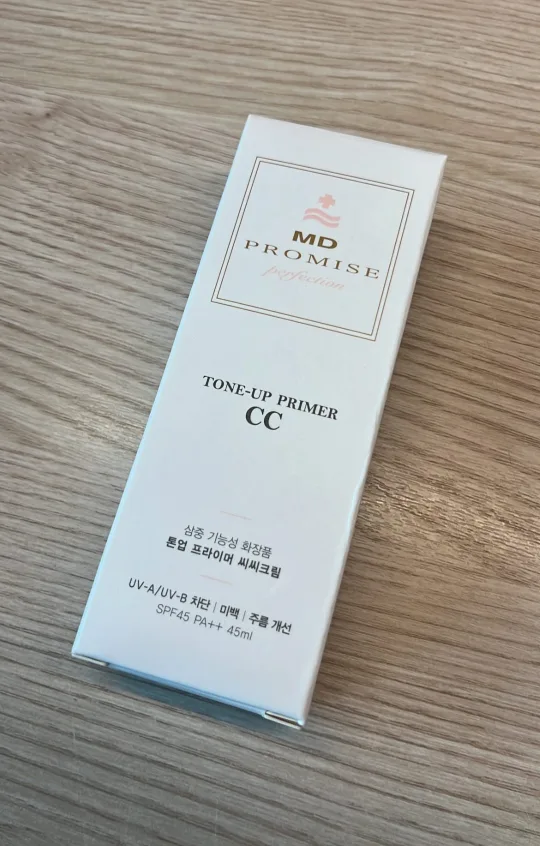 MD
PROMISE
perfection
TONE-UP PRIMER
CC
삼중 기능성 화장품
톤업 프라이머 씨씨크림
UV-A/UV-B 차단 | 미백 | 주름 개선
SPF45 PA++ 45ml